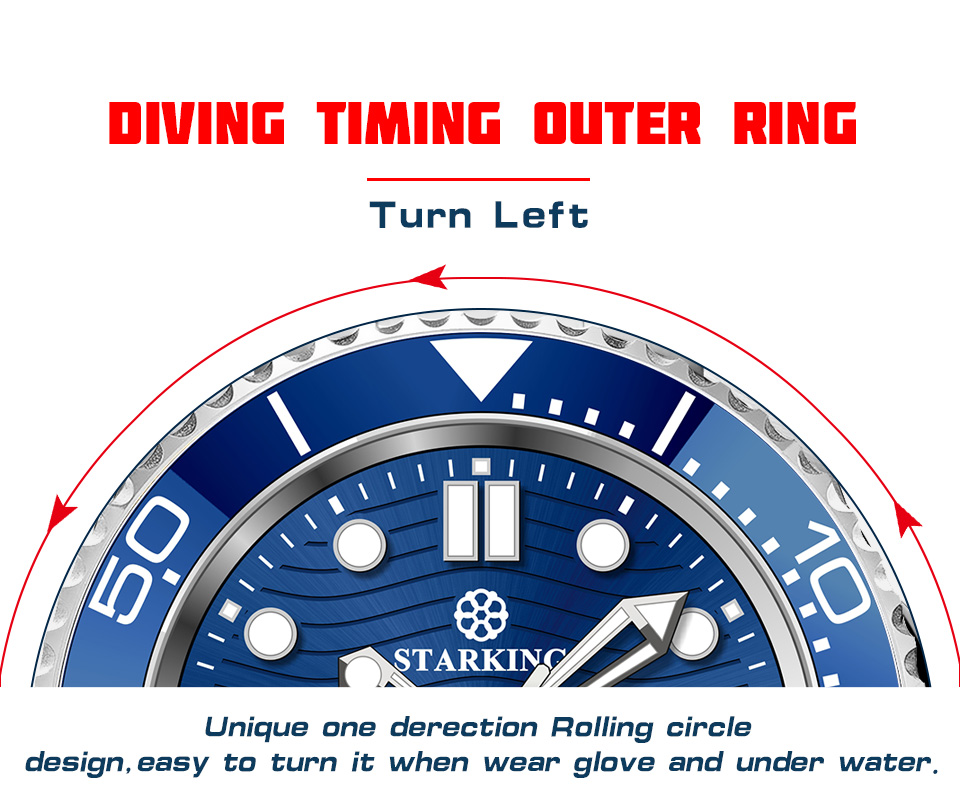 DIVING TIMING OUTER RING
Turn Left
50
10
STARKING
Unique one derection Rolling circle
design,easy to turn it when wear glove and under water.